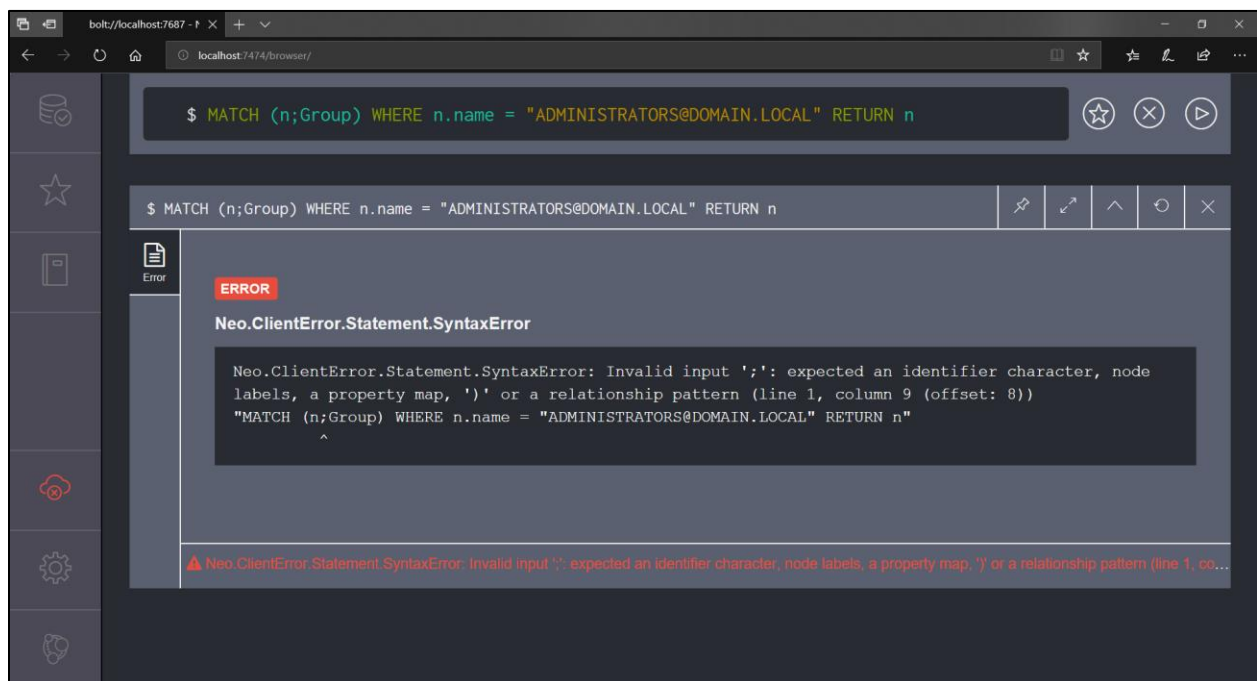 bolt://localhost:7687 - N
localhost:7474/browser/
$ MATCH (n;Group) WHERE n.name = "ADMINISTRATORS@DOMAIN.LOCAL" RETURN n
$ MATCH (n;Group) WHERE n.name = "ADMINISTRATORS@DOMAIN.LOCAL" RETURN n
Error
ERROR
Neo.ClientError.Statement.SyntaxError
Neo.ClientError.Statement.SyntaxError: Invalid input ';': expected an identifier character, node
labels, a property map, ')' or a relationship pattern (line 1, column 9 (offset: 8))
"MATCH (n;Group) WHERE n.name = "ADMINISTRATORS@DOMAIN.LOCAL" RETURN n"
^
Neo.ClientError.Statement.SyntaxError: Invalid input ';': expected an identifier character, node labels, a property map, ')' or a relationship pattern (line 1, co...